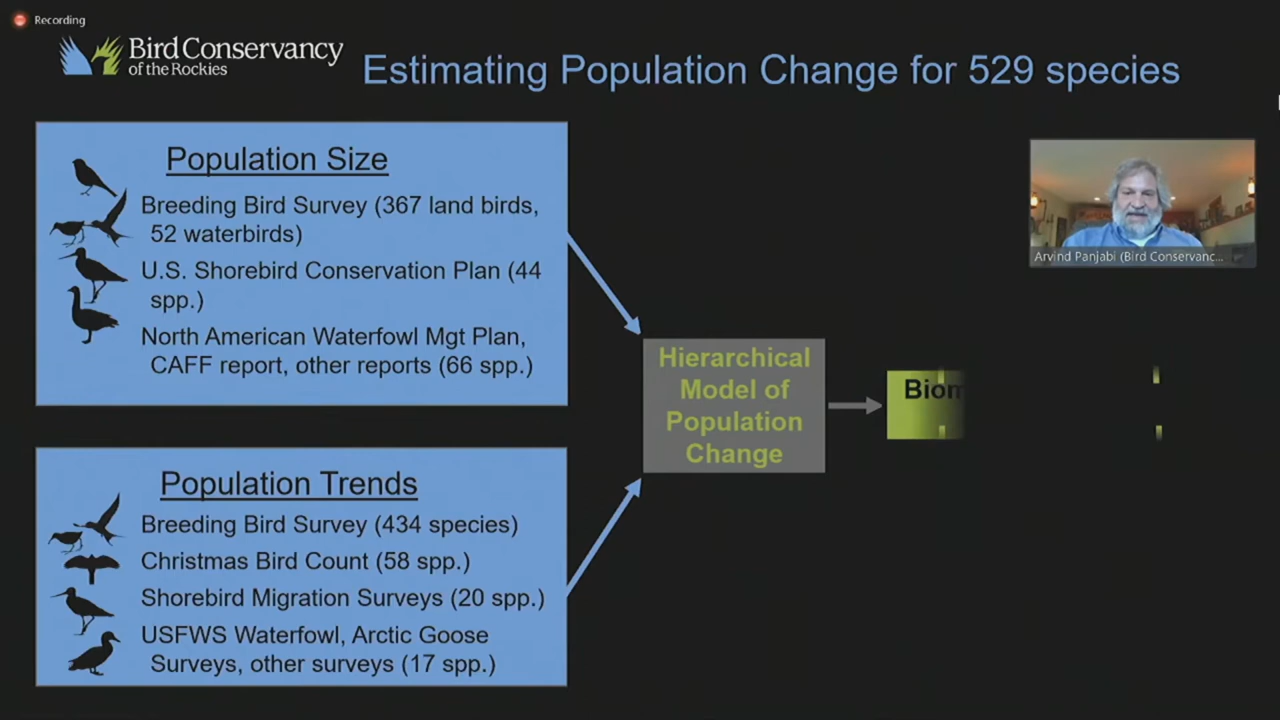 Recording
Bird Conservancy
of the Rockies
Estimating Population Change for 529 species
Population Size
Breeding Bird Survey (367 land birds,
52 waterbirds)
U.S. Shorebird Conservation Plan (44
spp.)
North American Waterfowl Mgt Plan,
CAFF report, other reports (66 spp.)
Arvind Panjabi (Bird Conservanc...
Hierarchical
Model of
Population
Change
Biom
Population Trends
Breeding Bird Survey (434 species)
Christmas Bird Count (58 spp.)
Shorebird Migration Surveys (20 spp.)
USFWS Waterfowl, Arctic Goose
Surveys, other surveys (17 spp.)